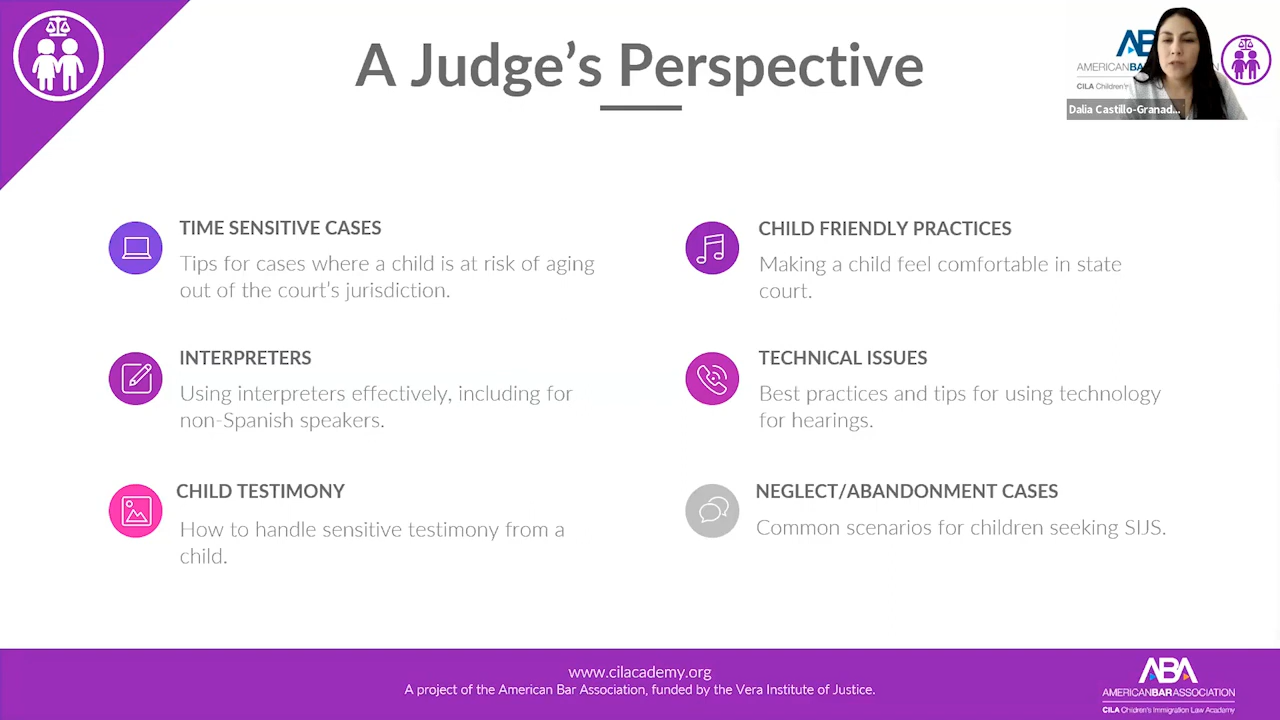 A Judge's Perspective
ABA
AMERICANBAR
CILA Children's
Dalia Castillo-Granad...
TIME SENSITIVE CASES
Tips for cases where a child is at risk of aging
out of the court's jurisdiction.
CHILD FRIENDLY PRACTICES
Making a child feel comfortable in state
court.
INTERPRETERS
Using interpreters effectively, including for
non-Spanish speakers.
TECHNICAL ISSUES
Best practices and tips for using technology
for hearings.
CHILD TESTIMONY
How to handle sensitive testimony from a
child.
NEGLECT/ABANDONMENT CASES
Common scenarios for children seeking SIJS.
www.cilacademy.org
A project of the American Bar Association, funded by the Vera Institute of Justice.
ABA
AMERICANBARASSOCIATION
CILA Children's Immigration Law Academy